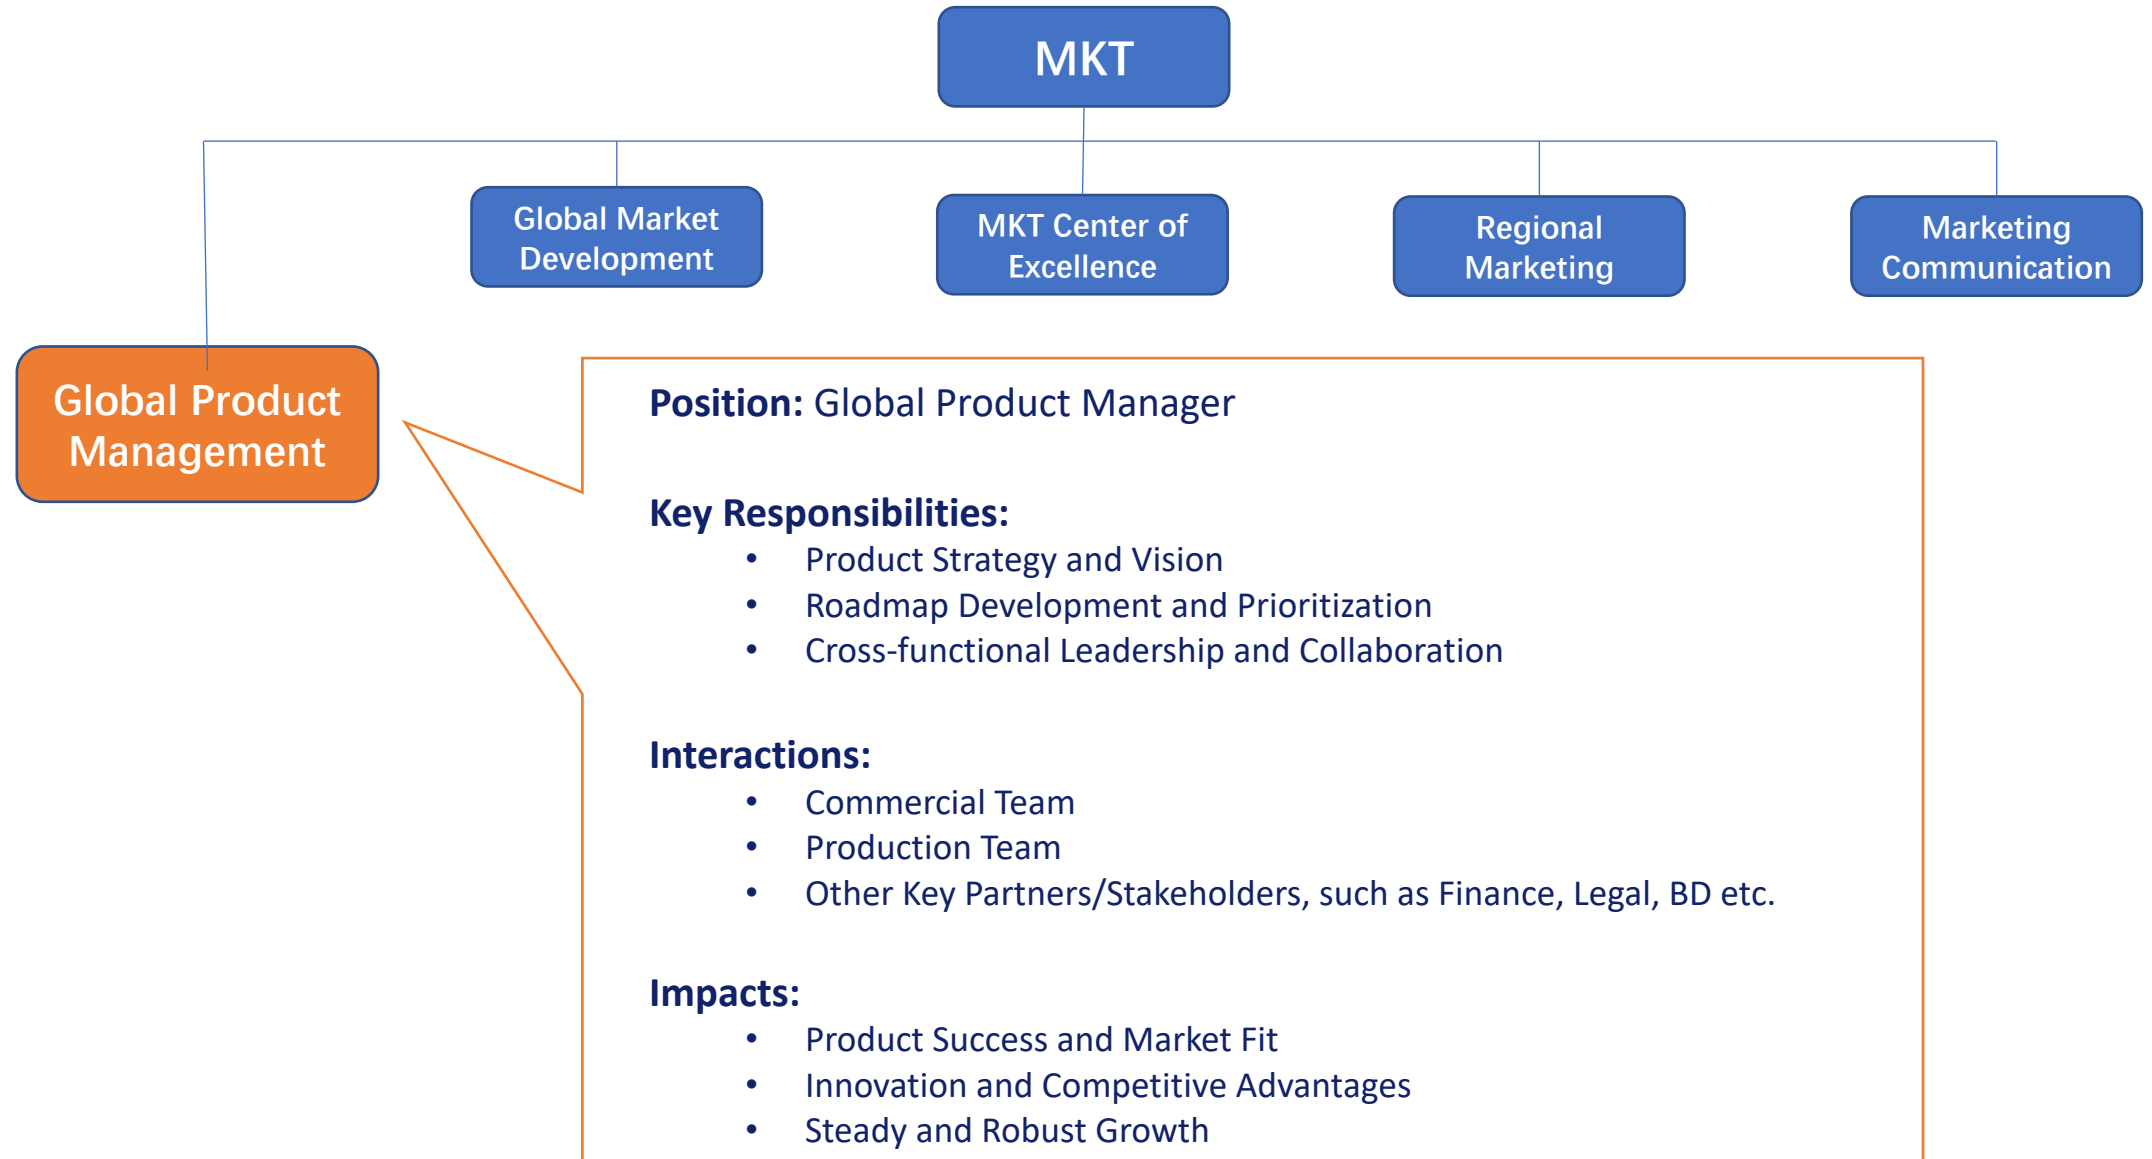 MKT
Global Market
Development
MKT Center of
Excellence
Regional
Marketing
Marketing
Communication
Global Product
Management
Position: Global Product Manager
Key Responsibilities:
• Product Strategy and Vision
• Roadmap Development and Prioritization
• Cross-functional Leadership and Collaboration
Interactions:
• Commercial Team
• Production Team
• Other Key Partners/Stakeholders, such as Finance, Legal, BD etc.
Impacts:
• Product Success and Market Fit
• Innovation and Competitive Advantages
• Steady and Robust Growth